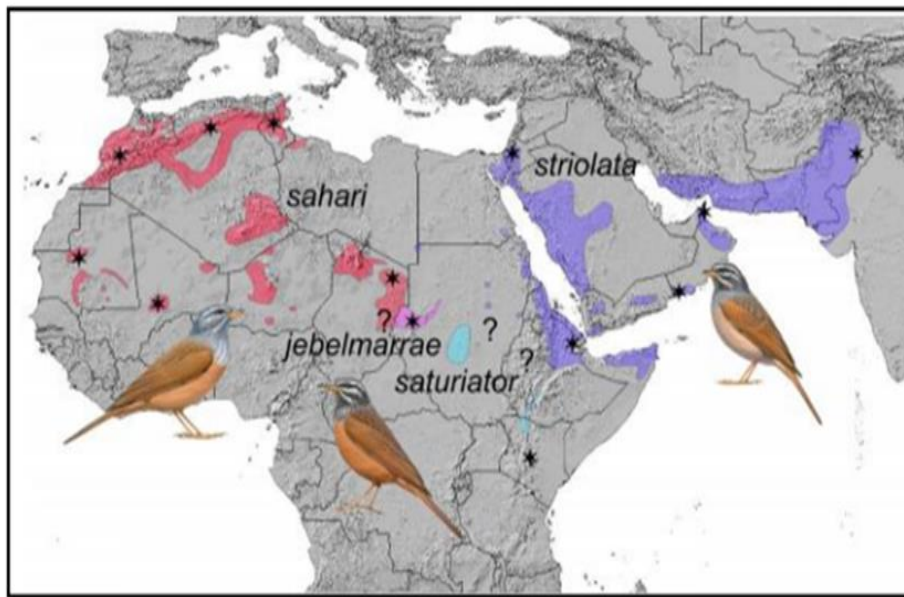 striolata
sahari
?
?
jebelmarrae
?
saturiator